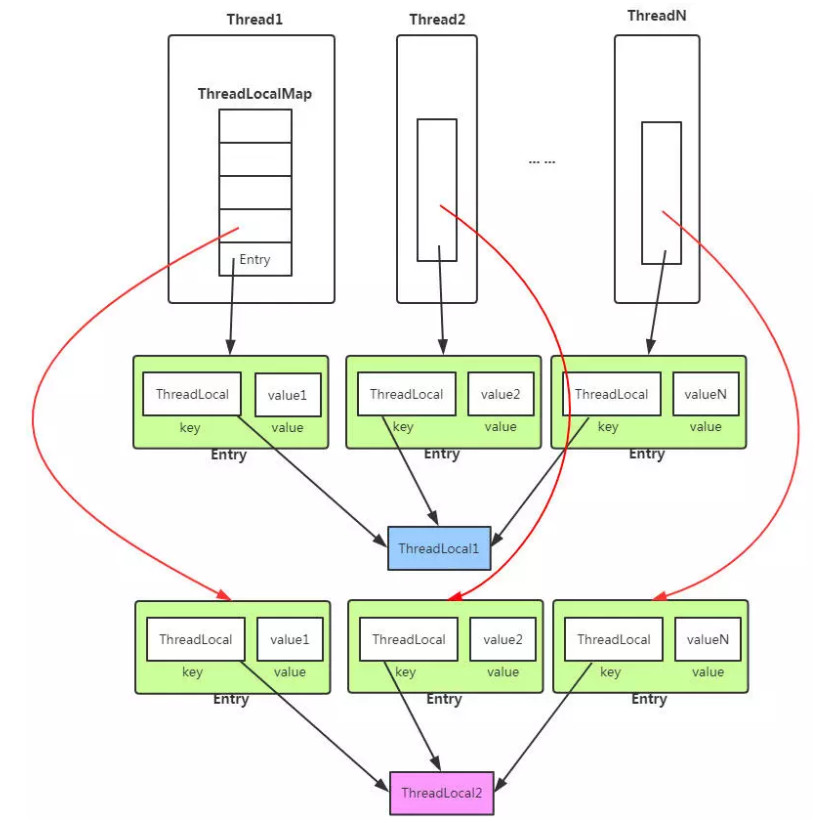 Thread1
Thread2
ThreadN
ThreadLocalMap
... ...
Entry
ThreadLocal
value1
key
value
Entry
ThreadLocal
value2
key
value
Entry
ThreadLocal
valueN
key
value
Entry
ThreadLocal1
ThreadLocal
value1
key
value
Entry
ThreadLocal
value2
key
value
Entry
ThreadLocal
valueN
key
value
Entry
ThreadLocal2